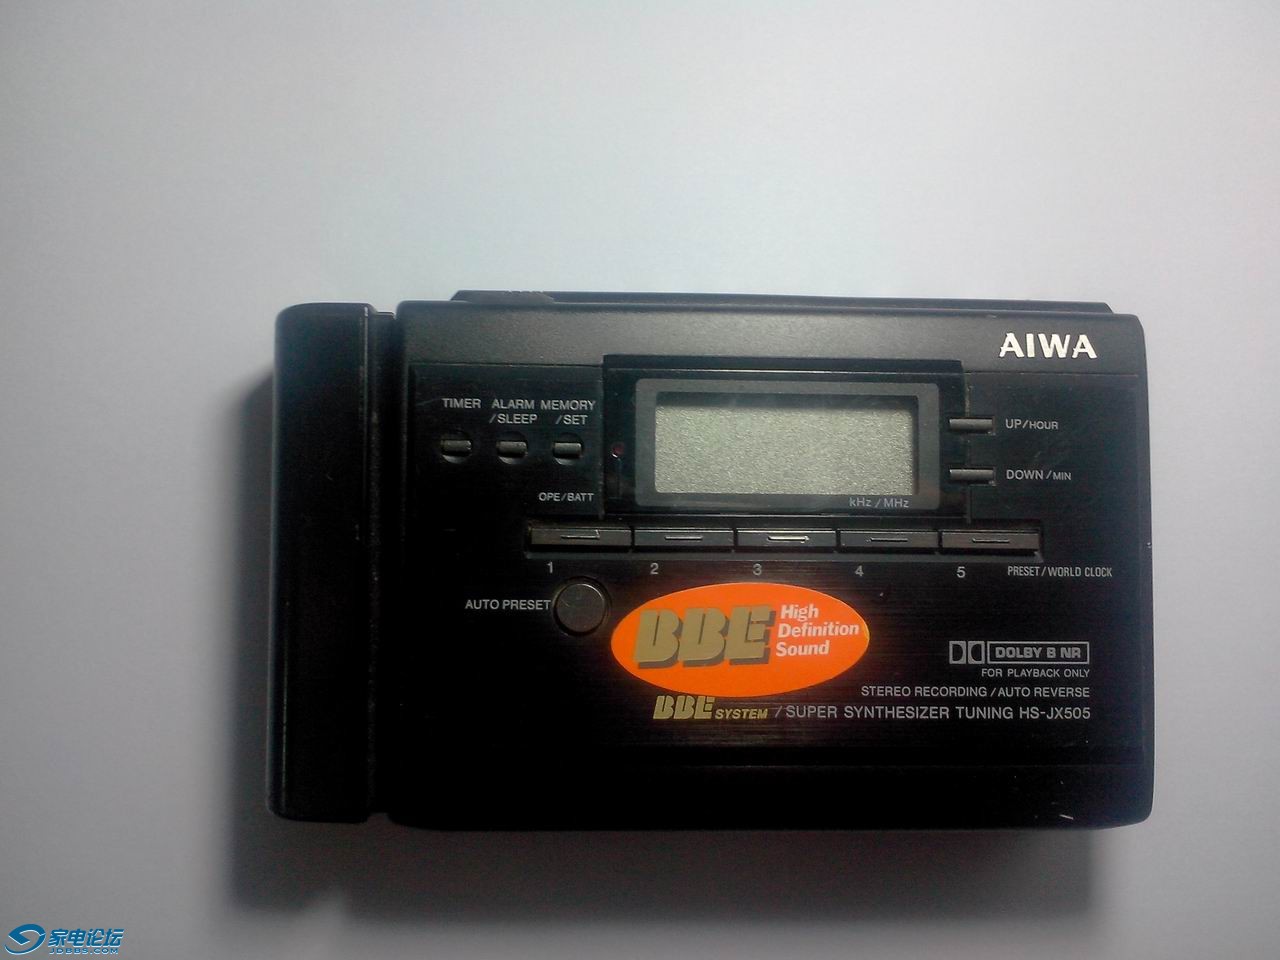 AIWA
TIMER
ALARM
/SLEEP
MEMORY
/SET
UP/HOUR
DOWN/MIN
OPE/BATT
kHz/MHz
1 2 3 4 5 PRESET/WORLD CLOCK
AUTO PRESET
BBE High
Definition
Sound
DOLBY B NR
FOR PLAYBACK ONLY
STEREO RECORDING/AUTO REVERSE
BBE SYSTEM /SUPER SYNTHESIZER TUNING HS-JX505
家电论坛
JDBBS.COM